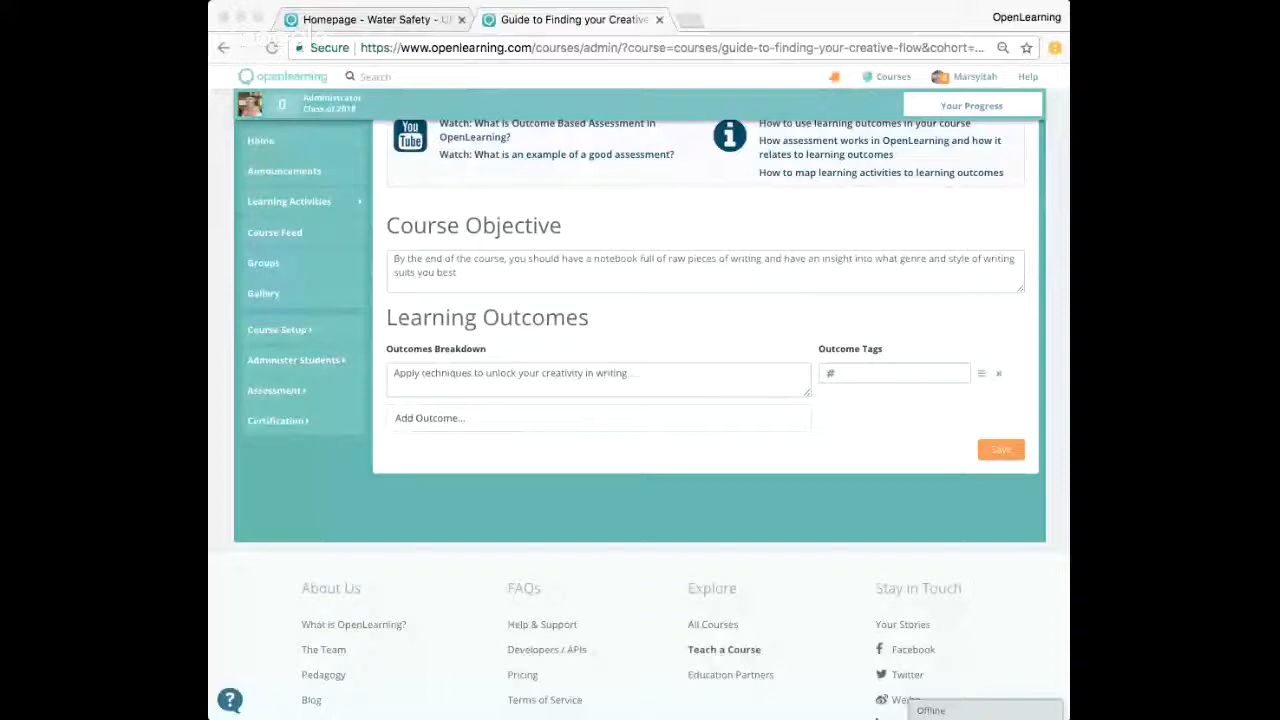 Homepage - Water Safety - U
Guide to Finding your Creative
OpenLearning
Secure https://www.openlearning.com/courses/admin/?course=courses/guide-to-finding-your-creative-flow&cohort=...
openlearning
Search
Courses
Marsyitah
Help
0
Administrator
Class of 2018
Your Progress
Home
Announcements
Learning Activities
Course Feed
Groups
Gallery
Course Setup
Administer Students
Assessment
Certification
You
Tube
Watch: What is Outcome Based Assessment in
OpenLearning?
Watch: What is an example of a good assessment?
How to use learning outcomes in your course
How assessment works in OpenLearning and how it
relates to learning outcomes
How to map learning activities to learning outcomes
Course Objective
By the end of the course, you should have a notebook full of raw pieces of writing and have an insight into what genre and style of writing
suits you best
Learning Outcomes
Outcomes Breakdown
Outcome Tags
Apply techniques to unlock your creativity in writing
#
Add Outcome...
Save
About Us
What is OpenLearning?
The Team
Pedagogy
Blog
FAQs
Help & Support
Developers / APIs
Pricing
Terms of Service
Explore
All Courses
Teach a Course
Education Partners
Stay in Touch
Your Stories
Facebook
Twitter
Offline